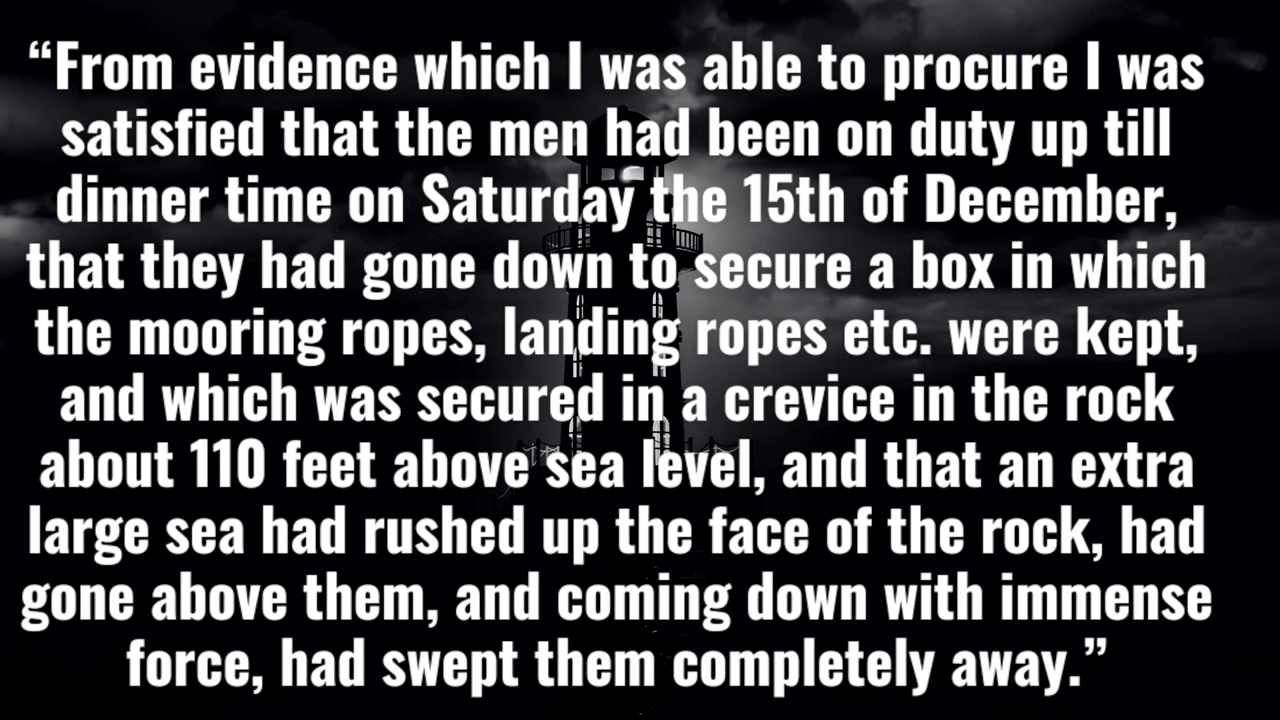 “From evidence which I was able to procure I was
satisfied that the men had been on duty up till
dinner time on Saturday the 15th of December,
that they had gone down to secure a box in which
the mooring ropes, landing ropes etc. were kept,
and which was secured in a crevice in the rock
about 110 feet above sea level, and that an extra
large sea had rushed up the face of the rock, had
gone above them, and coming down with immense
force, had swept them completely away.”